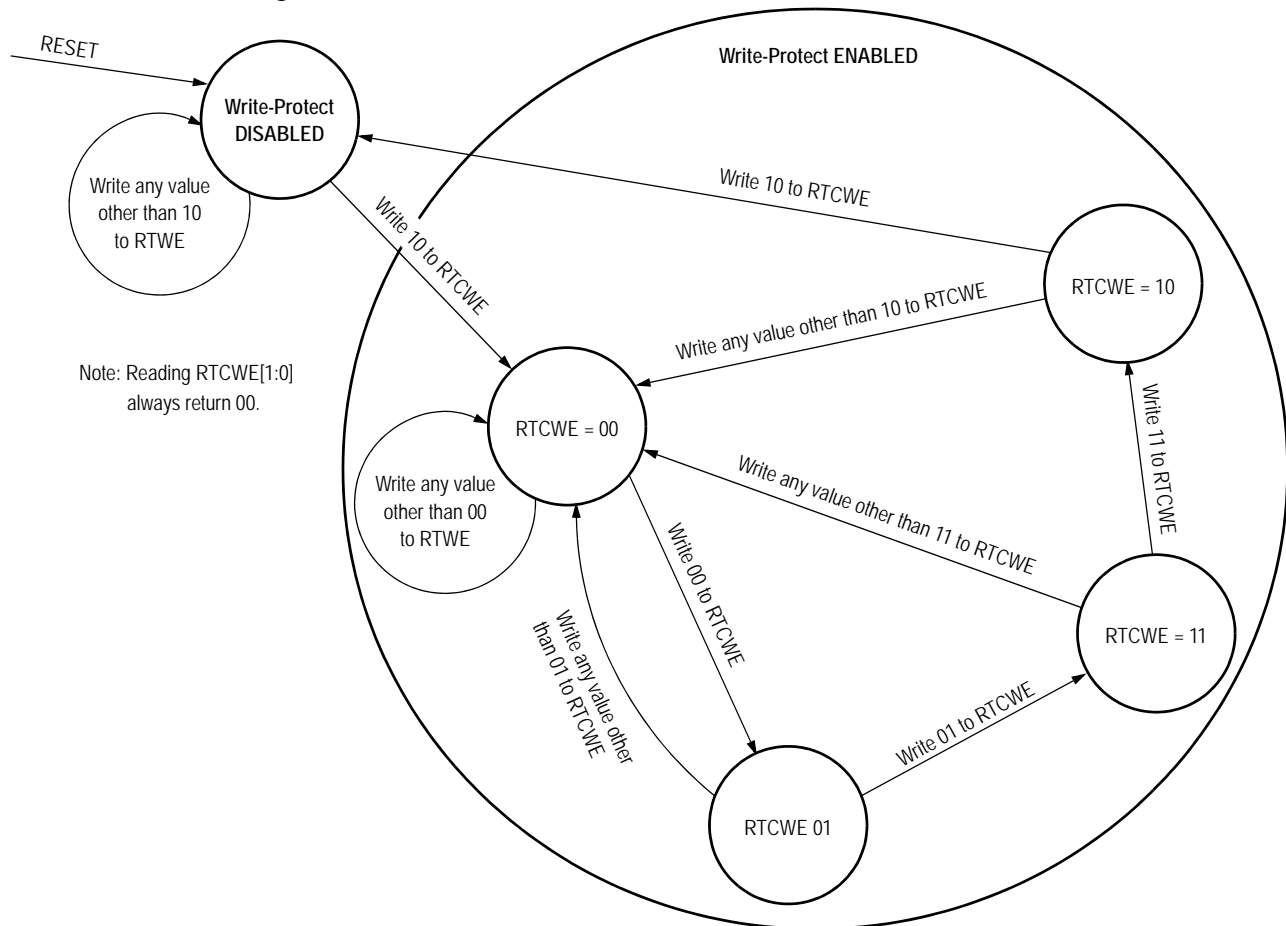 RESET
Write-Protect ENABLED
Write-Protect
DISABLED
Write any value
other than 10
to RTWE
Write 10 to RTCWE
Write 10 to RTCWE
RTCWE = 10
Write any value other than 10 to RTCWE
Note: Reading RTCWE[1:0]
always return 00.
RTCWE = 00
Write 11 to RTCWE
Write any value
other than 00
to RTWE
Write any value other than 11 to RTCWE
Write 00 to RTCWE
Write any value other
than 01 to RTCWE
RTCWE = 11
Write 01 to RTCWE
RTCWE 01